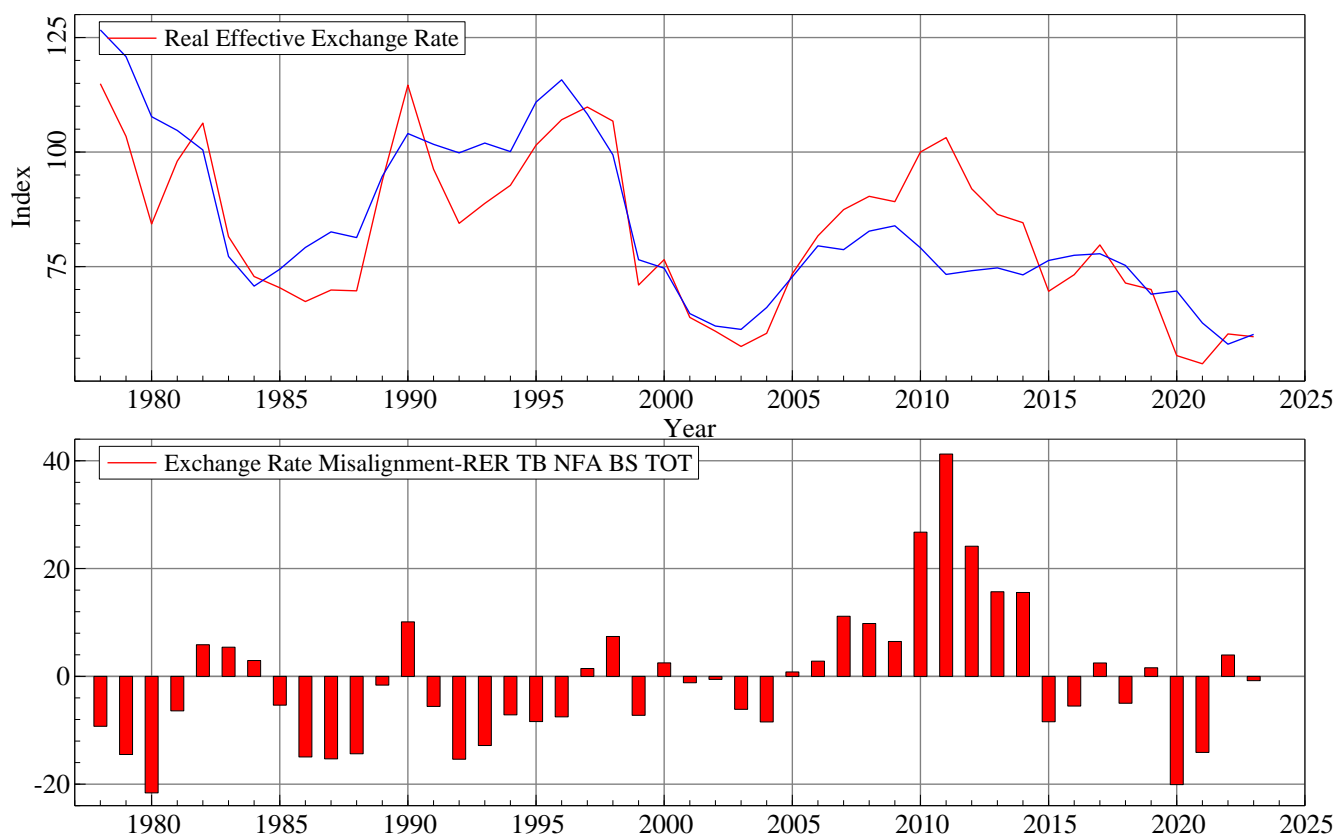 125
Real Effective Exchange Rate
100
Index
75
1980 1985 1990 1995 2000 2005 2010 2015 2020 2025
Year
40
Exchange Rate Misalignment-RER TB NFA BS TOT
20
0
-20
1980 1985 1990 1995 2000 2005 2010 2015 2020 2025